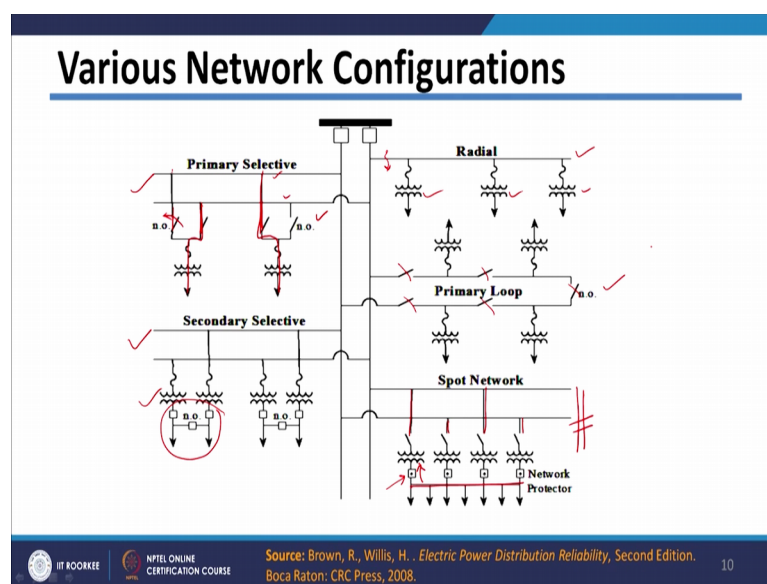 Various Network Configurations
Primary Selective
n.o.
n.o.
Radial
Primary Loop
n.o.
Secondary Selective
n.o.
n.o.
Spot Network
Network
Protector
IIT ROORKEE
NPTEL
NPTEL ONLINE
CERTIFICATION COURSE
Source: Brown, R., Willis, H. . Electric Power Distribution Reliability, Second Edition.
Boca Raton: CRC Press, 2008.
10